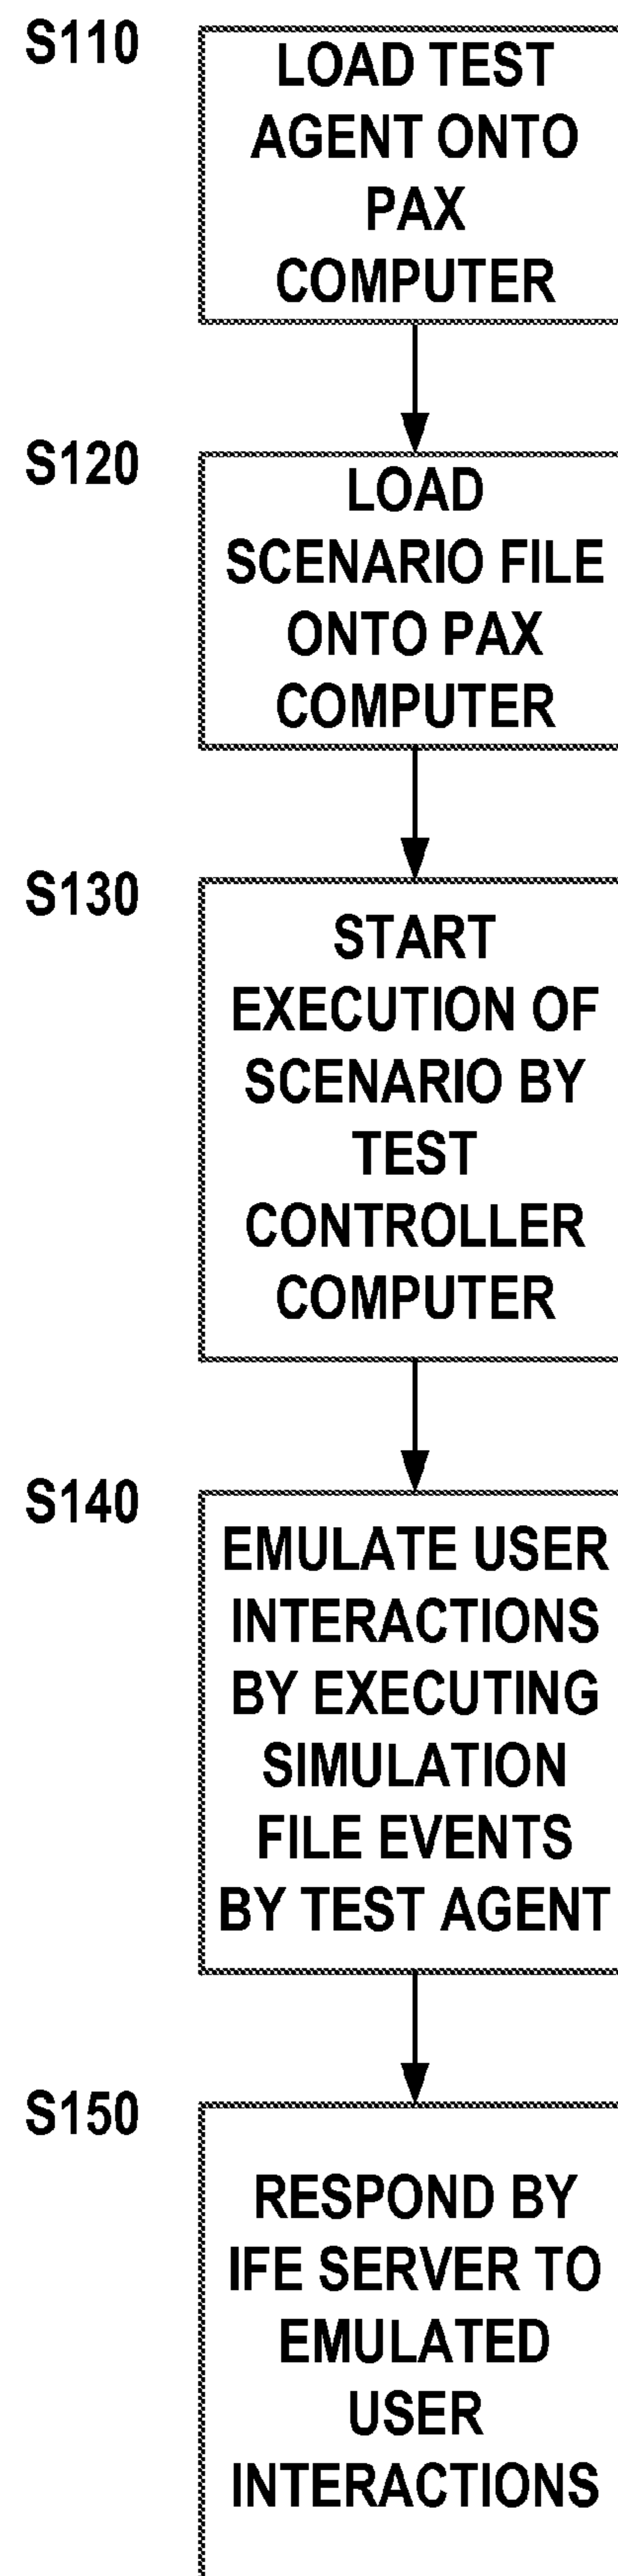 S110
LOAD TEST
AGENT ONTO
PAX
COMPUTER
S120
LOAD
SCENARIO FILE
ONTO PAX
COMPUTER
S130
START
EXECUTION OF
SCENARIO BY
TEST
CONTROLLER
COMPUTER
S140
EMULATE USER
INTERACTIONS
BY EXECUTING
SIMULATION
FILE EVENTS
BY TEST AGENT
S150
RESPOND BY
IFE SERVER TO
EMULATED
USER
INTERACTIONS